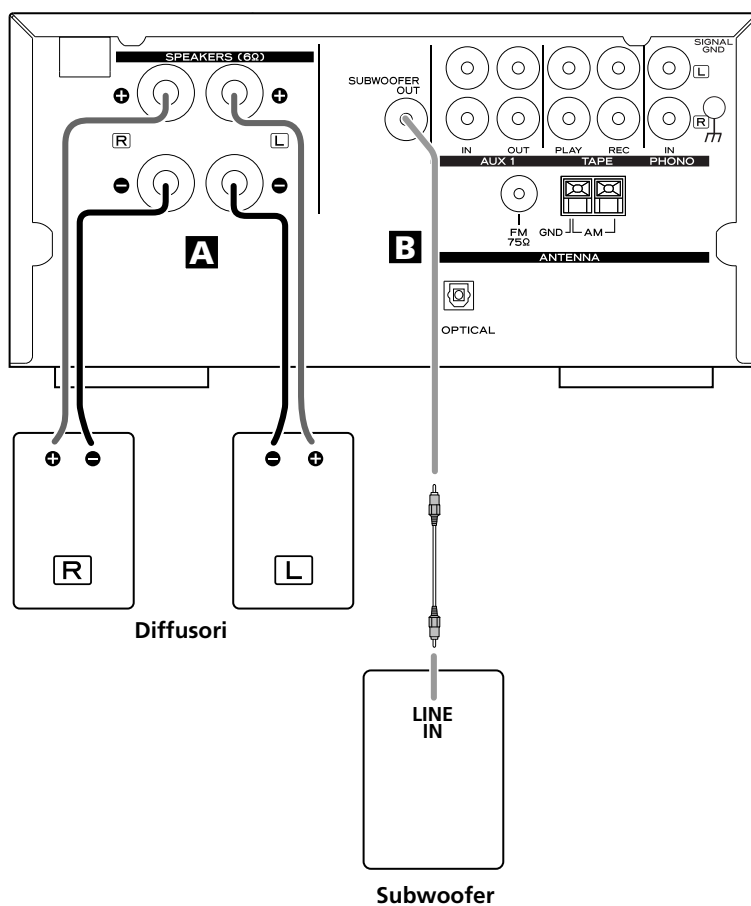 SPEAKERS (6Ω)
+ +
R L
− −
A
SUBWOOFER
OUT
B
SIGNAL
GND
L
R
IN OUT PLAY REC IN
AUX 1 TAPE PHONO
FM
75Ω
GND AM
ANTENNA
OPTICAL
+ − − +
R L
Diffusori
LINE
IN
Subwoofer